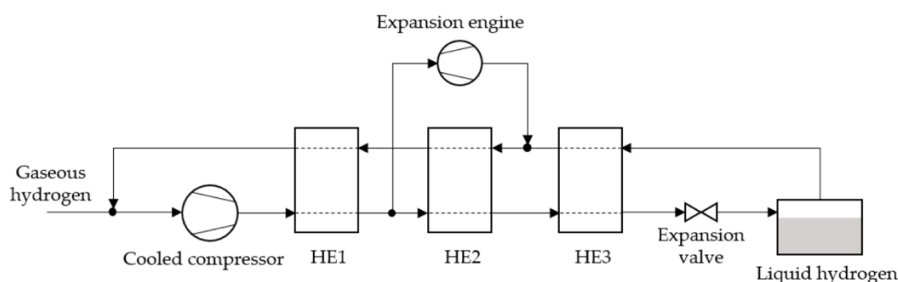 Expansion engine
Gaseous
hydrogen
Cooled compressor
HE1
HE2
HE3
Expansion
valve
Liquid hydrogen